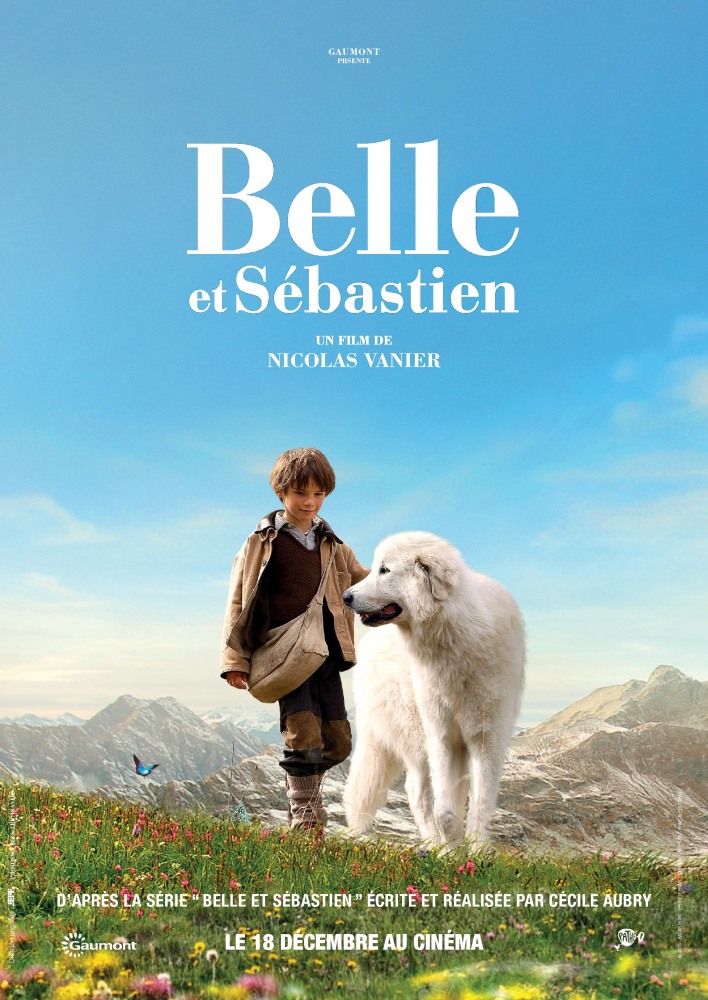 GAUMONT
PRSENTE
Belle
et Sébastien
UN FILM DE
NICOLAS VANIER
D'APRÈS LA SÉRIE “ BELLE ET SÉBASTIEN ” ÉCRITE ET RÉALISÉE PAR CÉCILE AUBRY
Gaumont
LE 18 DÉCEMBRE AU CINÉMA